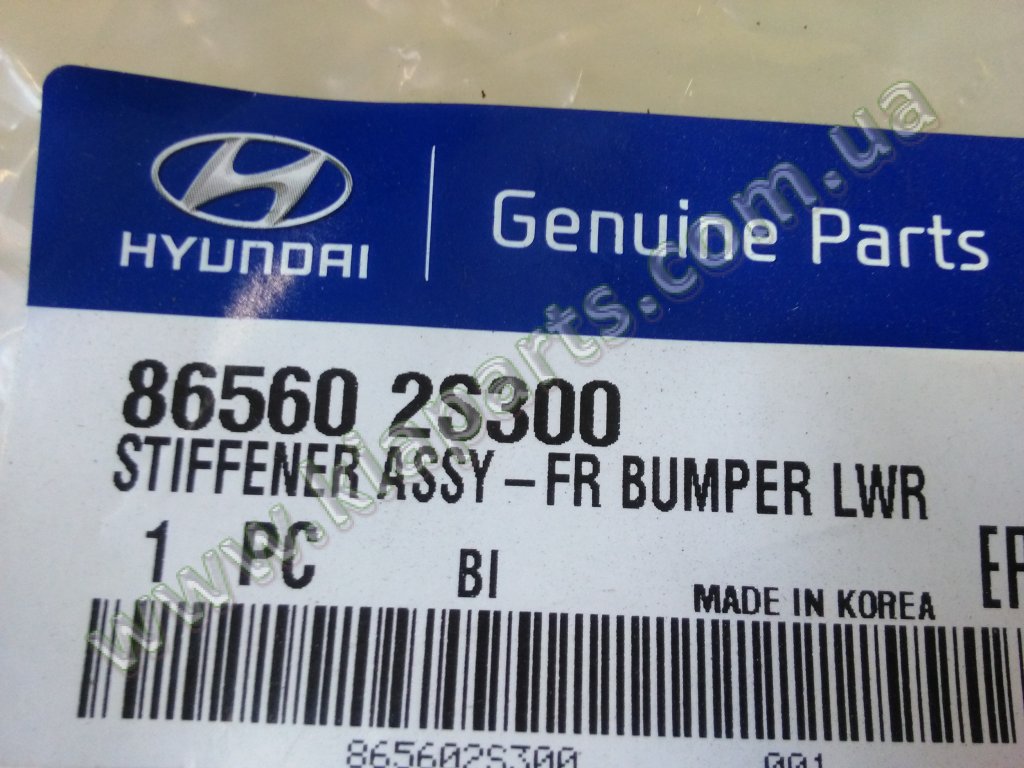 HYUNDAI
Genuine Parts
86560 2S300
STIFFENER ASSY-FR BUMPER LWR
1 PC BI
MADE IN KOREA
865602S300 001
www.kiaparts.com.ua